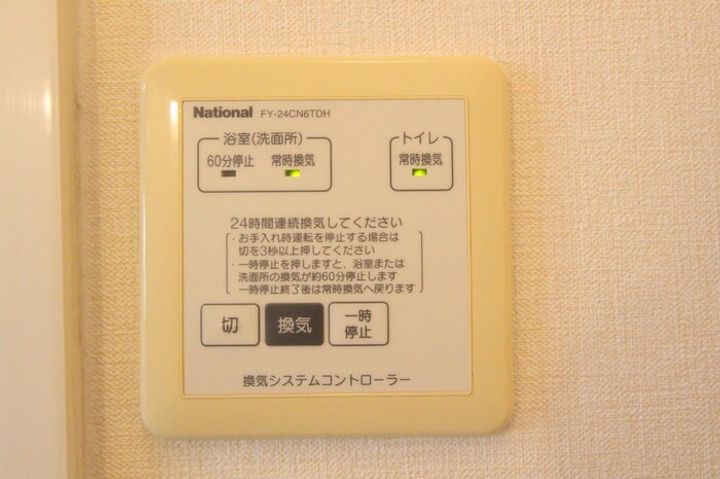 National FY-24CN6TDH
浴室(洗面所)
トイレ
60分停止 常時換気
常時換気
24時間連続換気してください
・お手入れ時運転を停止する場合は
切を3秒以上押してください
・一時停止を押しますと、浴室または
洗面所の換気が約60分停止します
一時停止終了後は常時換気へ戻ります
切
換気
一時
停止
換気システムコントローラー